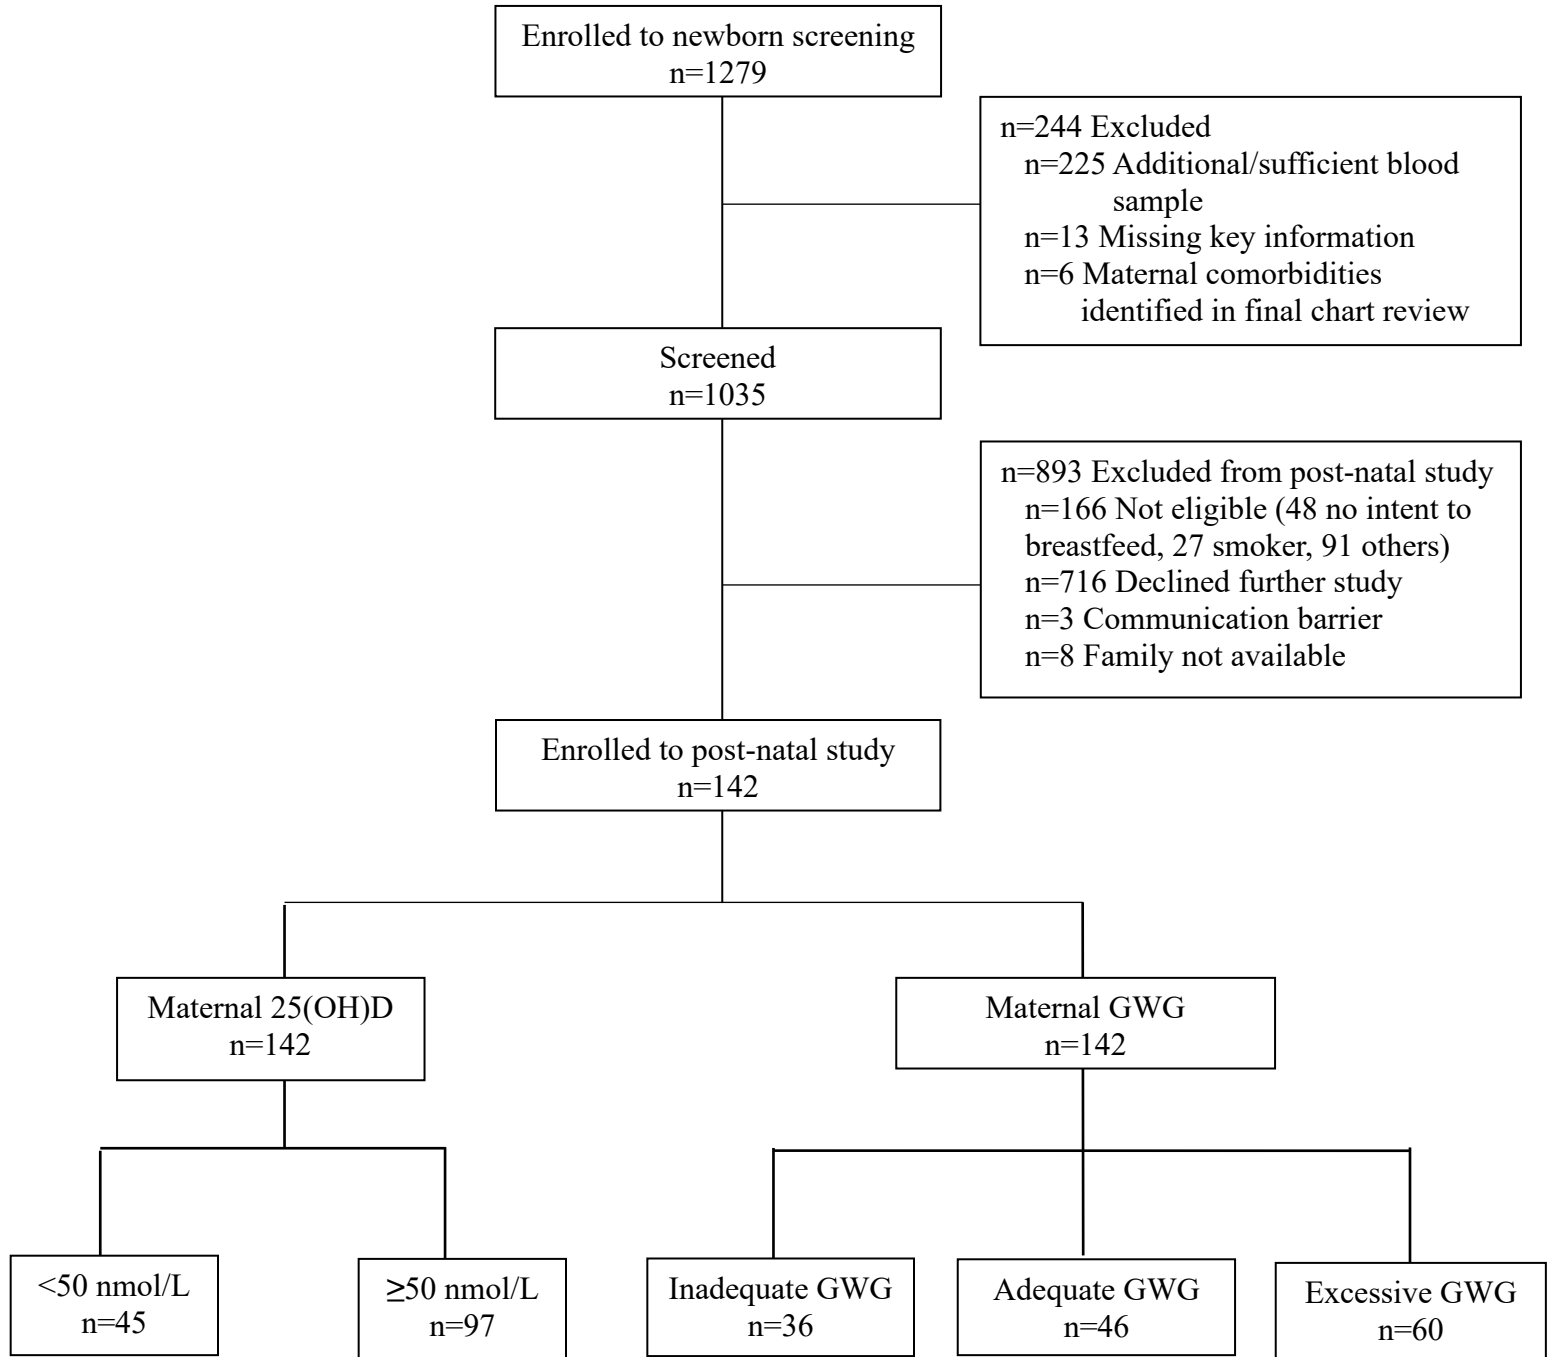 Enrolled to newborn screening
n=1279
n=244 Excluded
n=225 Additional/sufficient blood
sample
n=13 Missing key information
n=6 Maternal comorbidities
identified in final chart review
Screened
n=1035
n=893 Excluded from post-natal study
n=166 Not eligible (48 no intent to
breastfeed, 27 smoker, 91 others)
n=716 Declined further study
n=3 Communication barrier
n=8 Family not available
Enrolled to post-natal study
n=142
Maternal 25(OH)D
n=142
Maternal GWG
n=142
<50 nmol/L
n=45
≥50 nmol/L
n=97
Inadequate GWG
n=36
Adequate GWG
n=46
Excessive GWG
n=60